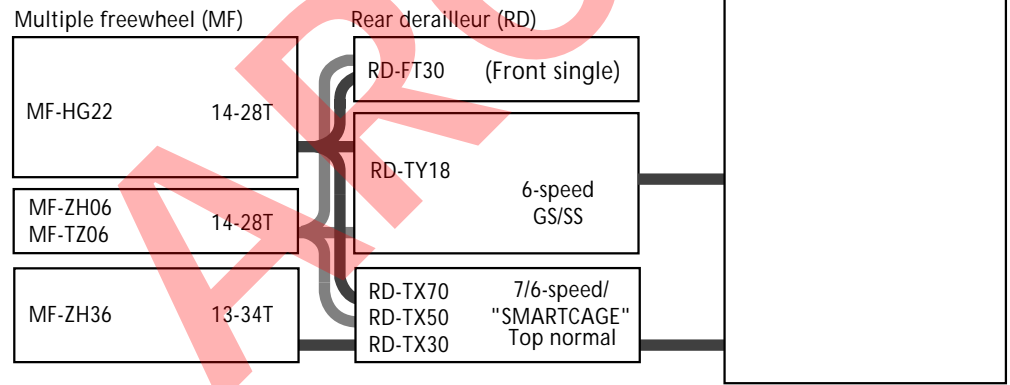 Multiple freewheel (MF)
Rear derailleur (RD)
MF-HG22 14-28T
RD-FT30 (Front single)
RD-TY18
6-speed
GS/SS
MF-ZH06
MF-TZ06
14-28T
MF-ZH36 13-34T
RD-TX70
RD-TX50
RD-TX30
7/6-speed/
"SMARTCAGE"
Top normal
ARC